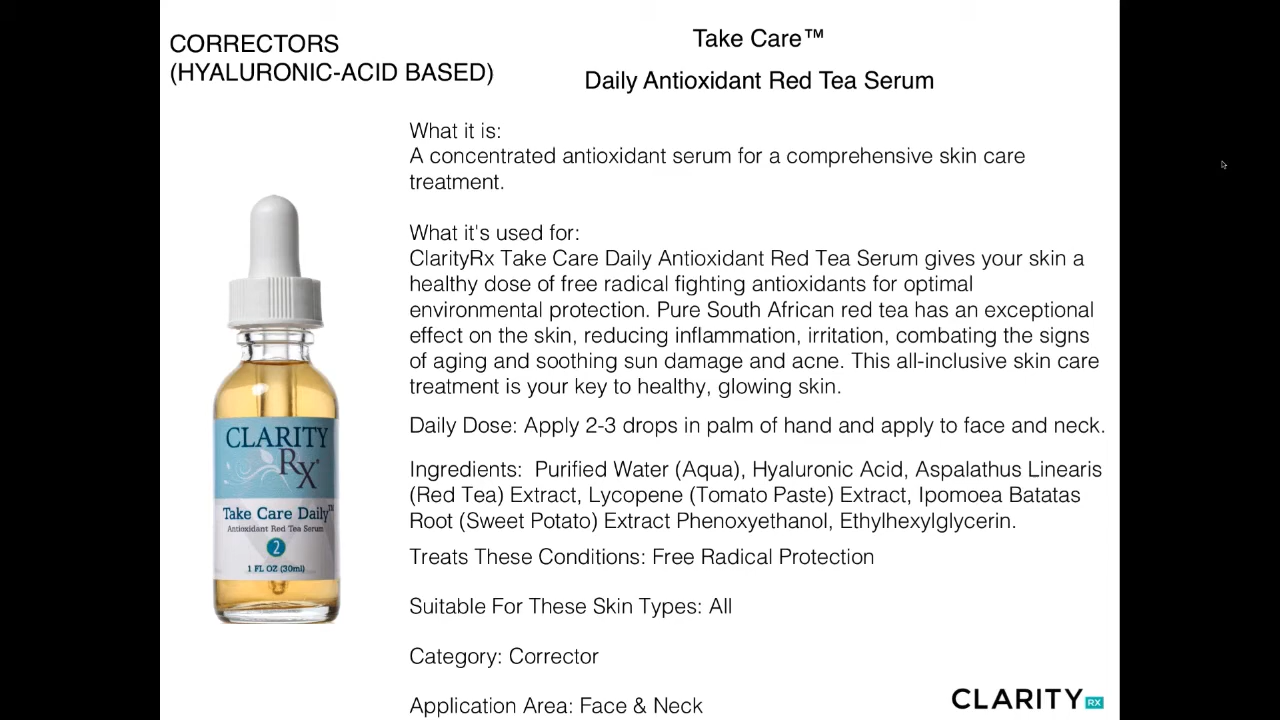 CORRECTORS
(HYALURONIC-ACID BASED)
Take Care™
Daily Antioxidant Red Tea Serum
What it is:
A concentrated antioxidant serum for a comprehensive skin care
treatment.
What it's used for:
ClarityRx Take Care Daily Antioxidant Red Tea Serum gives your skin a
healthy dose of free radical fighting antioxidants for optimal
environmental protection. Pure South African red tea has an exceptional
effect on the skin, reducing inflammation, irritation, combating the signs
of aging and soothing sun damage and acne. This all-inclusive skin care
treatment is your key to healthy, glowing skin.
Daily Dose: Apply 2-3 drops in palm of hand and apply to face and neck.
Ingredients:  Purified Water (Aqua), Hyaluronic Acid, Aspalathus Linearis
(Red Tea) Extract, Lycopene (Tomato Paste) Extract, Ipomoea Batatas
Root (Sweet Potato) Extract Phenoxyethanol, Ethylhexylglycerin.
Treats These Conditions: Free Radical Protection
Suitable For These Skin Types: All
Category: Corrector
Application Area: Face & Neck
CLARITY
RX®
Take Care Daily™
Antioxidant Red Tea Serum
2
1 FL OZ (30ml)
CLARITY RX